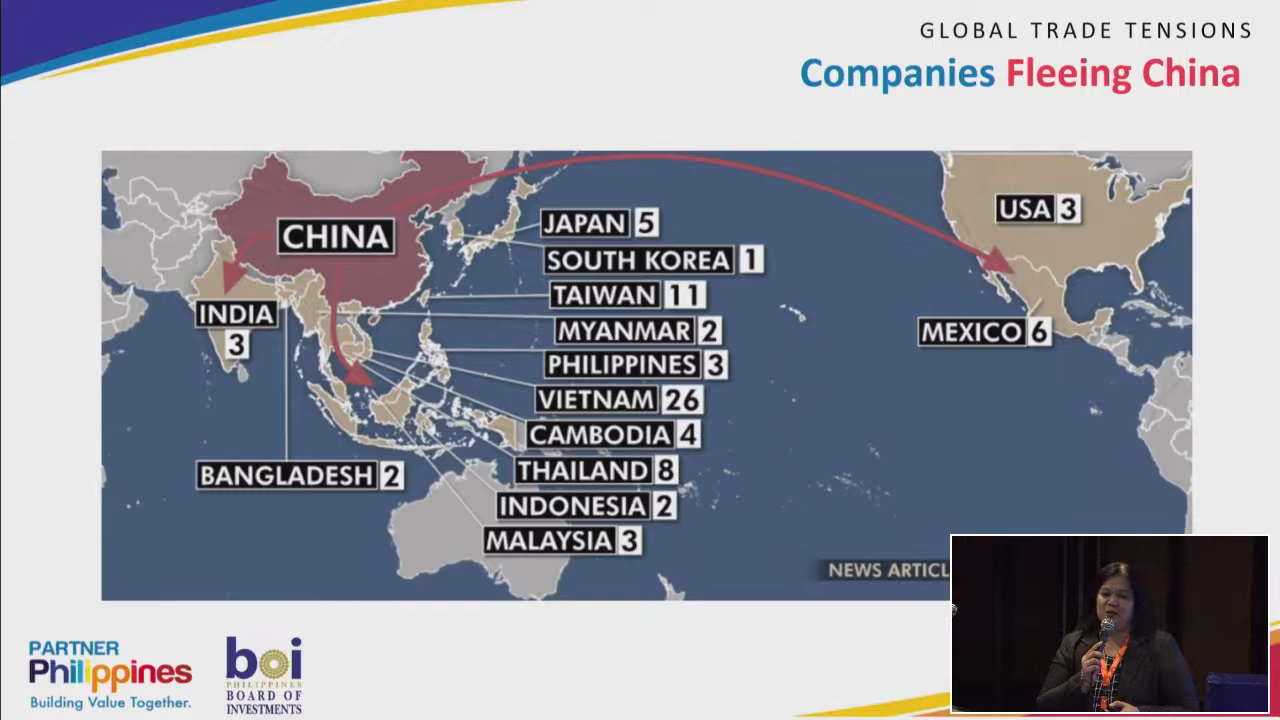 GLOBAL TRADE TENSIONS
Companies Fleeing China
CHINA
JAPAN 5
USA 3
SOUTH KOREA 1
TAIWAN 11
INDIA
3
MYANMAR 2
MEXICO 6
PHILIPPINES 3
VIETNAM 26
CAMBODIA 4
THAILAND 8
BANGLADESH 2
INDONESIA 2
MALAYSIA 3
NEWS ARTICL
PARTNER
Philippines
Building Value Together.
boi
PHILIPPINES
BOARD OF
INVESTMENTS